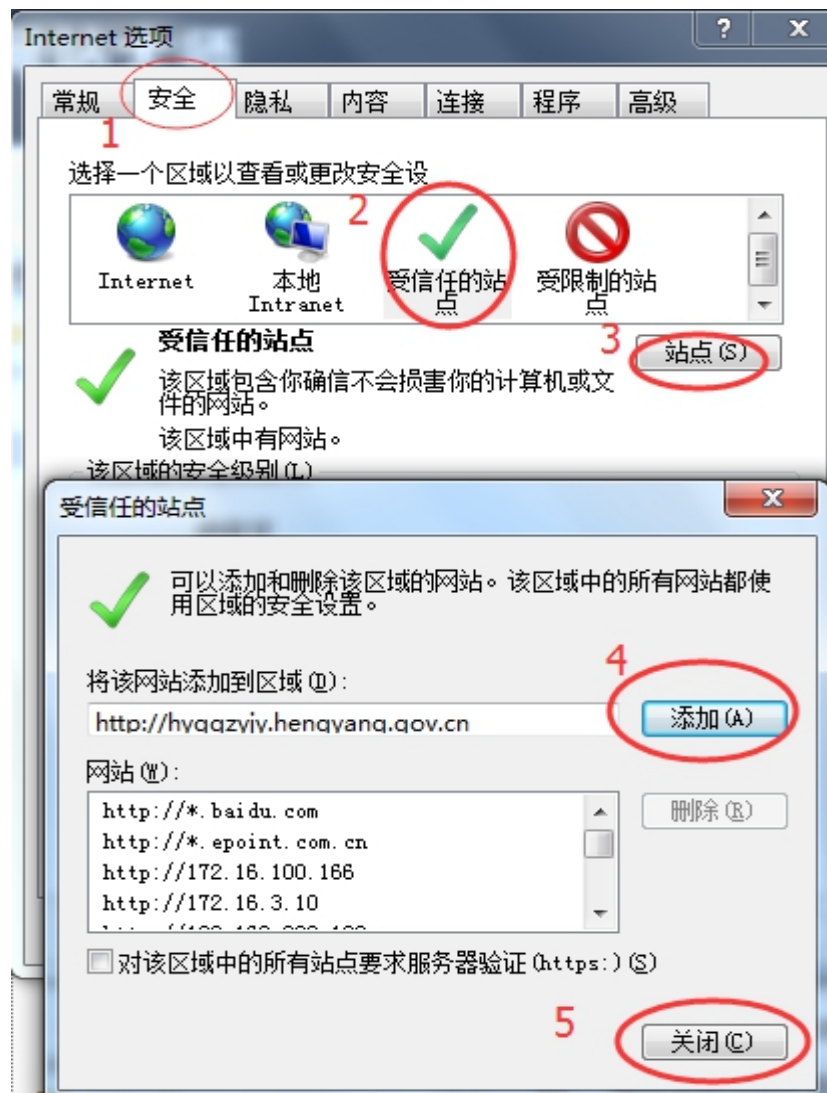 Internet 选项
常规 安全 隐私 内容 连接 程序 高级
1
选择一个区域以查看或更改安全设
2
Internet
本地
Intranet
受信任的站
点
受限制的站
点
受信任的站点
3
站点(S)
该区域包含你确信不会损害你的计算机或文
件的网站。
该区域中有网站。
该区域的安全级别(L)
受信任的站点
可以添加和删除该区域的网站。该区域中的所有网站都使
用区域的安全设置。
4
将该网站添加到区域(D):
http://hyggzyjy.hengyang.gov.cn
添加(A)
网站(W):
http://*.baidu.com
http://*.epoint.com.cn
http://172.16.100.166
http://172.16.3.10
删除(R)
对该区域中的所有站点要求服务器验证(https:)(S)
5
关闭(C)